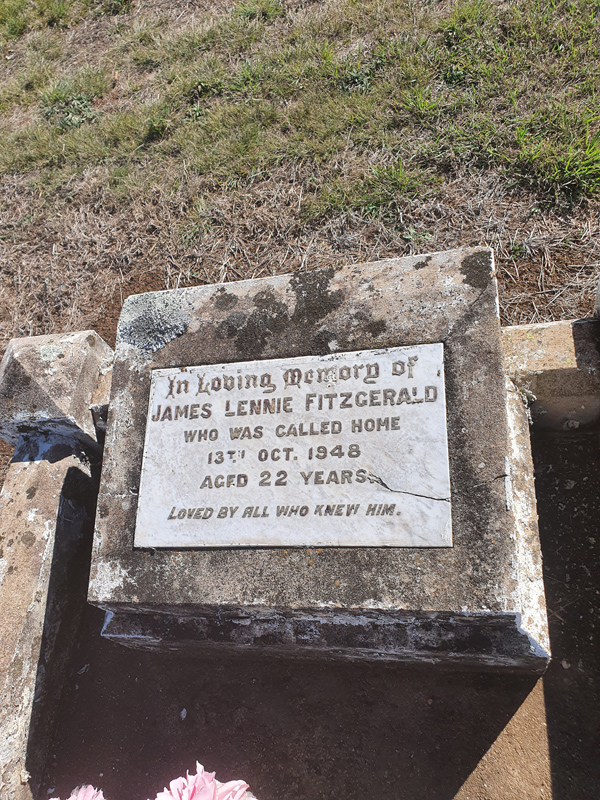 In Loving Memory of
JAMES LENNIE FITZGERALD
WHO WAS CALLED HOME
13TH OCT. 1948
AGED 22 YEARS.
LOVED BY ALL WHO KNEW HIM.